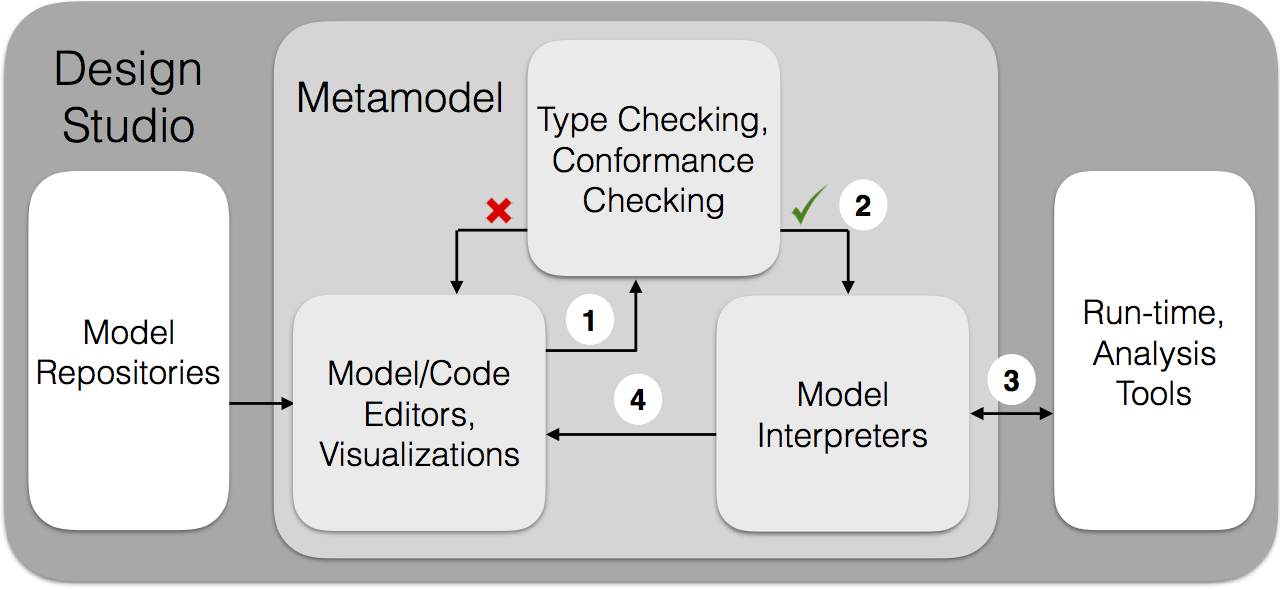 Design
Studio
Metamodel
Type Checking,
Conformance
Checking
2
Model
Repositories
1
Model/Code
Editors,
Visualizations
4
Model
Interpreters
3
Run-time,
Analysis
Tools